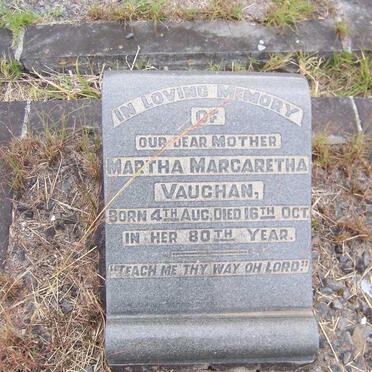 IN LOVING MEMORY
OF
OUR DEAR MOTHER
MARTHA MARGARETHA
VAUGHAN,
BORN 4TH AUG, DIED 16TH OCT
IN HER 80TH YEAR.
"TEACH ME THY WAY OH LORD."